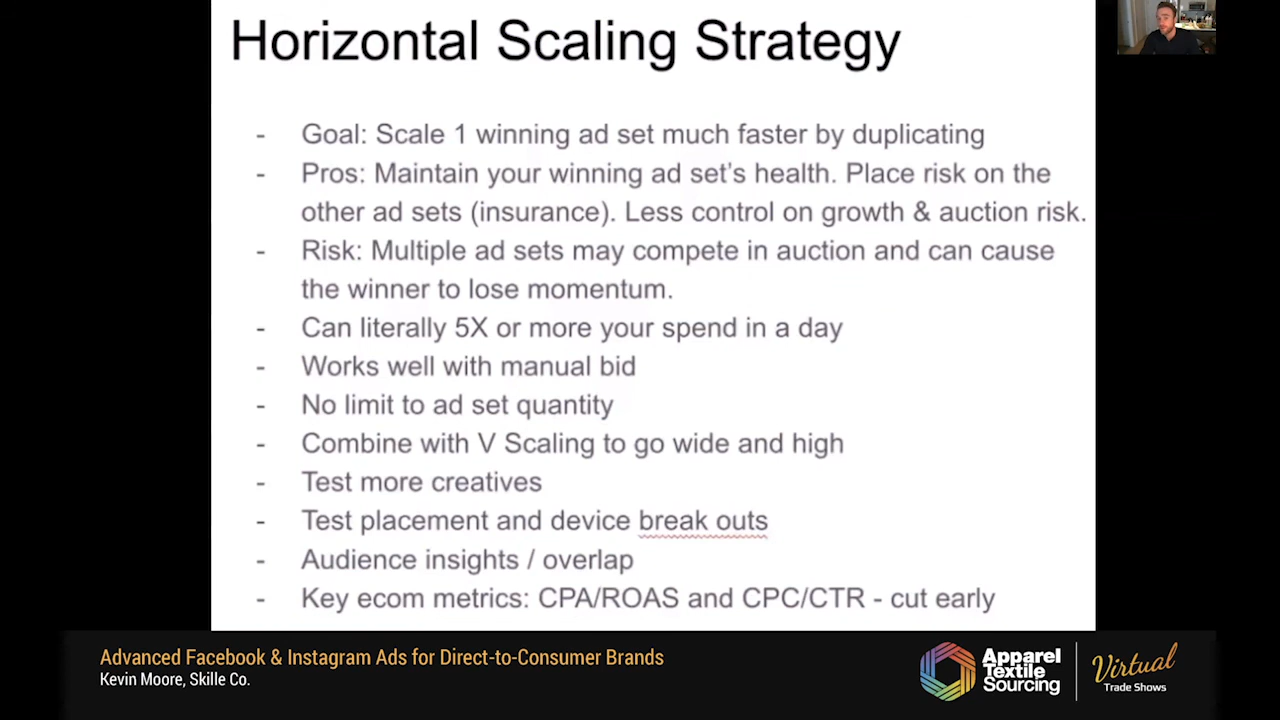 Horizontal Scaling Strategy
- Goal: Scale 1 winning ad set much faster by duplicating
- Pros: Maintain your winning ad set's health. Place risk on the
other ad sets (insurance). Less control on growth & auction risk.
- Risk: Multiple ad sets may compete in auction and can cause
the winner to lose momentum.
- Can literally 5X or more your spend in a day
- Works well with manual bid
- No limit to ad set quantity
- Combine with V Scaling to go wide and high
- Test more creatives
- Test placement and device break outs
- Audience insights / overlap
- Key ecom metrics: CPA/ROAS and CPC/CTR - cut early
Advanced Facebook & Instagram Ads for Direct-to-Consumer Brands
Kevin Moore, Skille Co.
Apparel
Textile
Sourcing
Virtual
Trade Shows